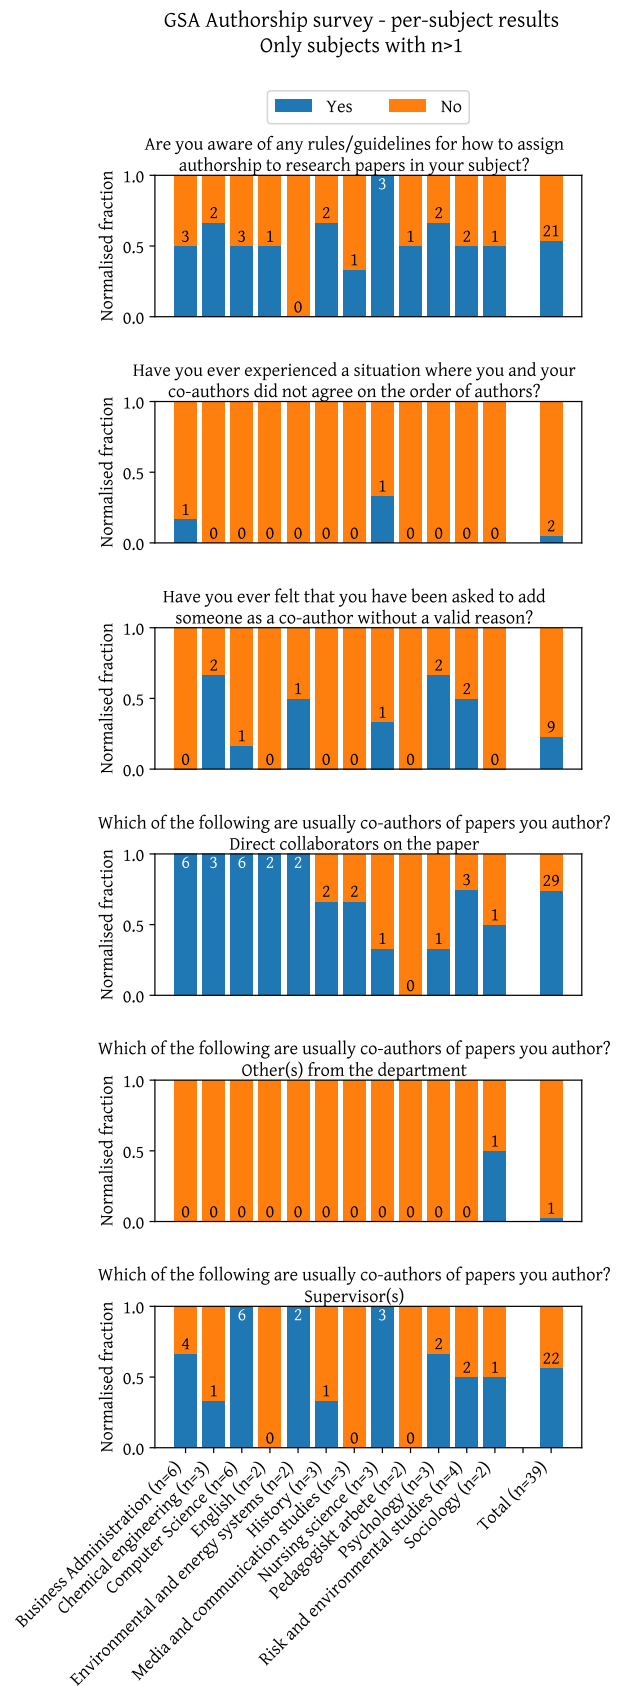 GSA Authorship survey - per-subject results
Only subjects with n>1
Yes No
Are you aware of any rules/guidelines for how to assign
authorship to research papers in your subject?
Normalised fraction
1.0
0.5
0.0
3 2 3 1 0 2 1 3 1 2 2 1 21
Have you ever experienced a situation where you and your
co-authors did not agree on the order of authors?
Normalised fraction
1.0
0.5
0.0
1 0 0 0 0 0 0 1 0 0 0 0 2
Have you ever felt that you have been asked to add
someone as a co-author without a valid reason?
Normalised fraction
1.0
0.5
0.0
0 2 1 0 1 0 0 1 0 2 2 0 9
Which of the following are usually co-authors of papers you author?
Direct collaborators on the paper
Normalised fraction
1.0
0.5
0.0
6 3 6 2 2 2 2 1 0 1 3 1 29
Which of the following are usually co-authors of papers you author?
Other(s) from the department
Normalised fraction
1.0
0.5
0.0
0 0 0 0 0 0 0 0 0 0 0 1 1
Which of the following are usually co-authors of papers you author?
Supervisor(s)
Normalised fraction
1.0
0.5
0.0
4 1 6 0 2 1 0 3 0 2 2 1 22
Business Administration (n=6)
Chemical engineering (n=3)
Computer Science (n=6)
English (n=2)
Environmental and energy systems (n=2)
History (n=3)
Media and communication studies (n=3)
Nursing science (n=3)
Pedagogiskt arbete (n=2)
Psychology (n=3)
Risk and environmental studies (n=4)
Sociology (n=2)
Total (n=39)